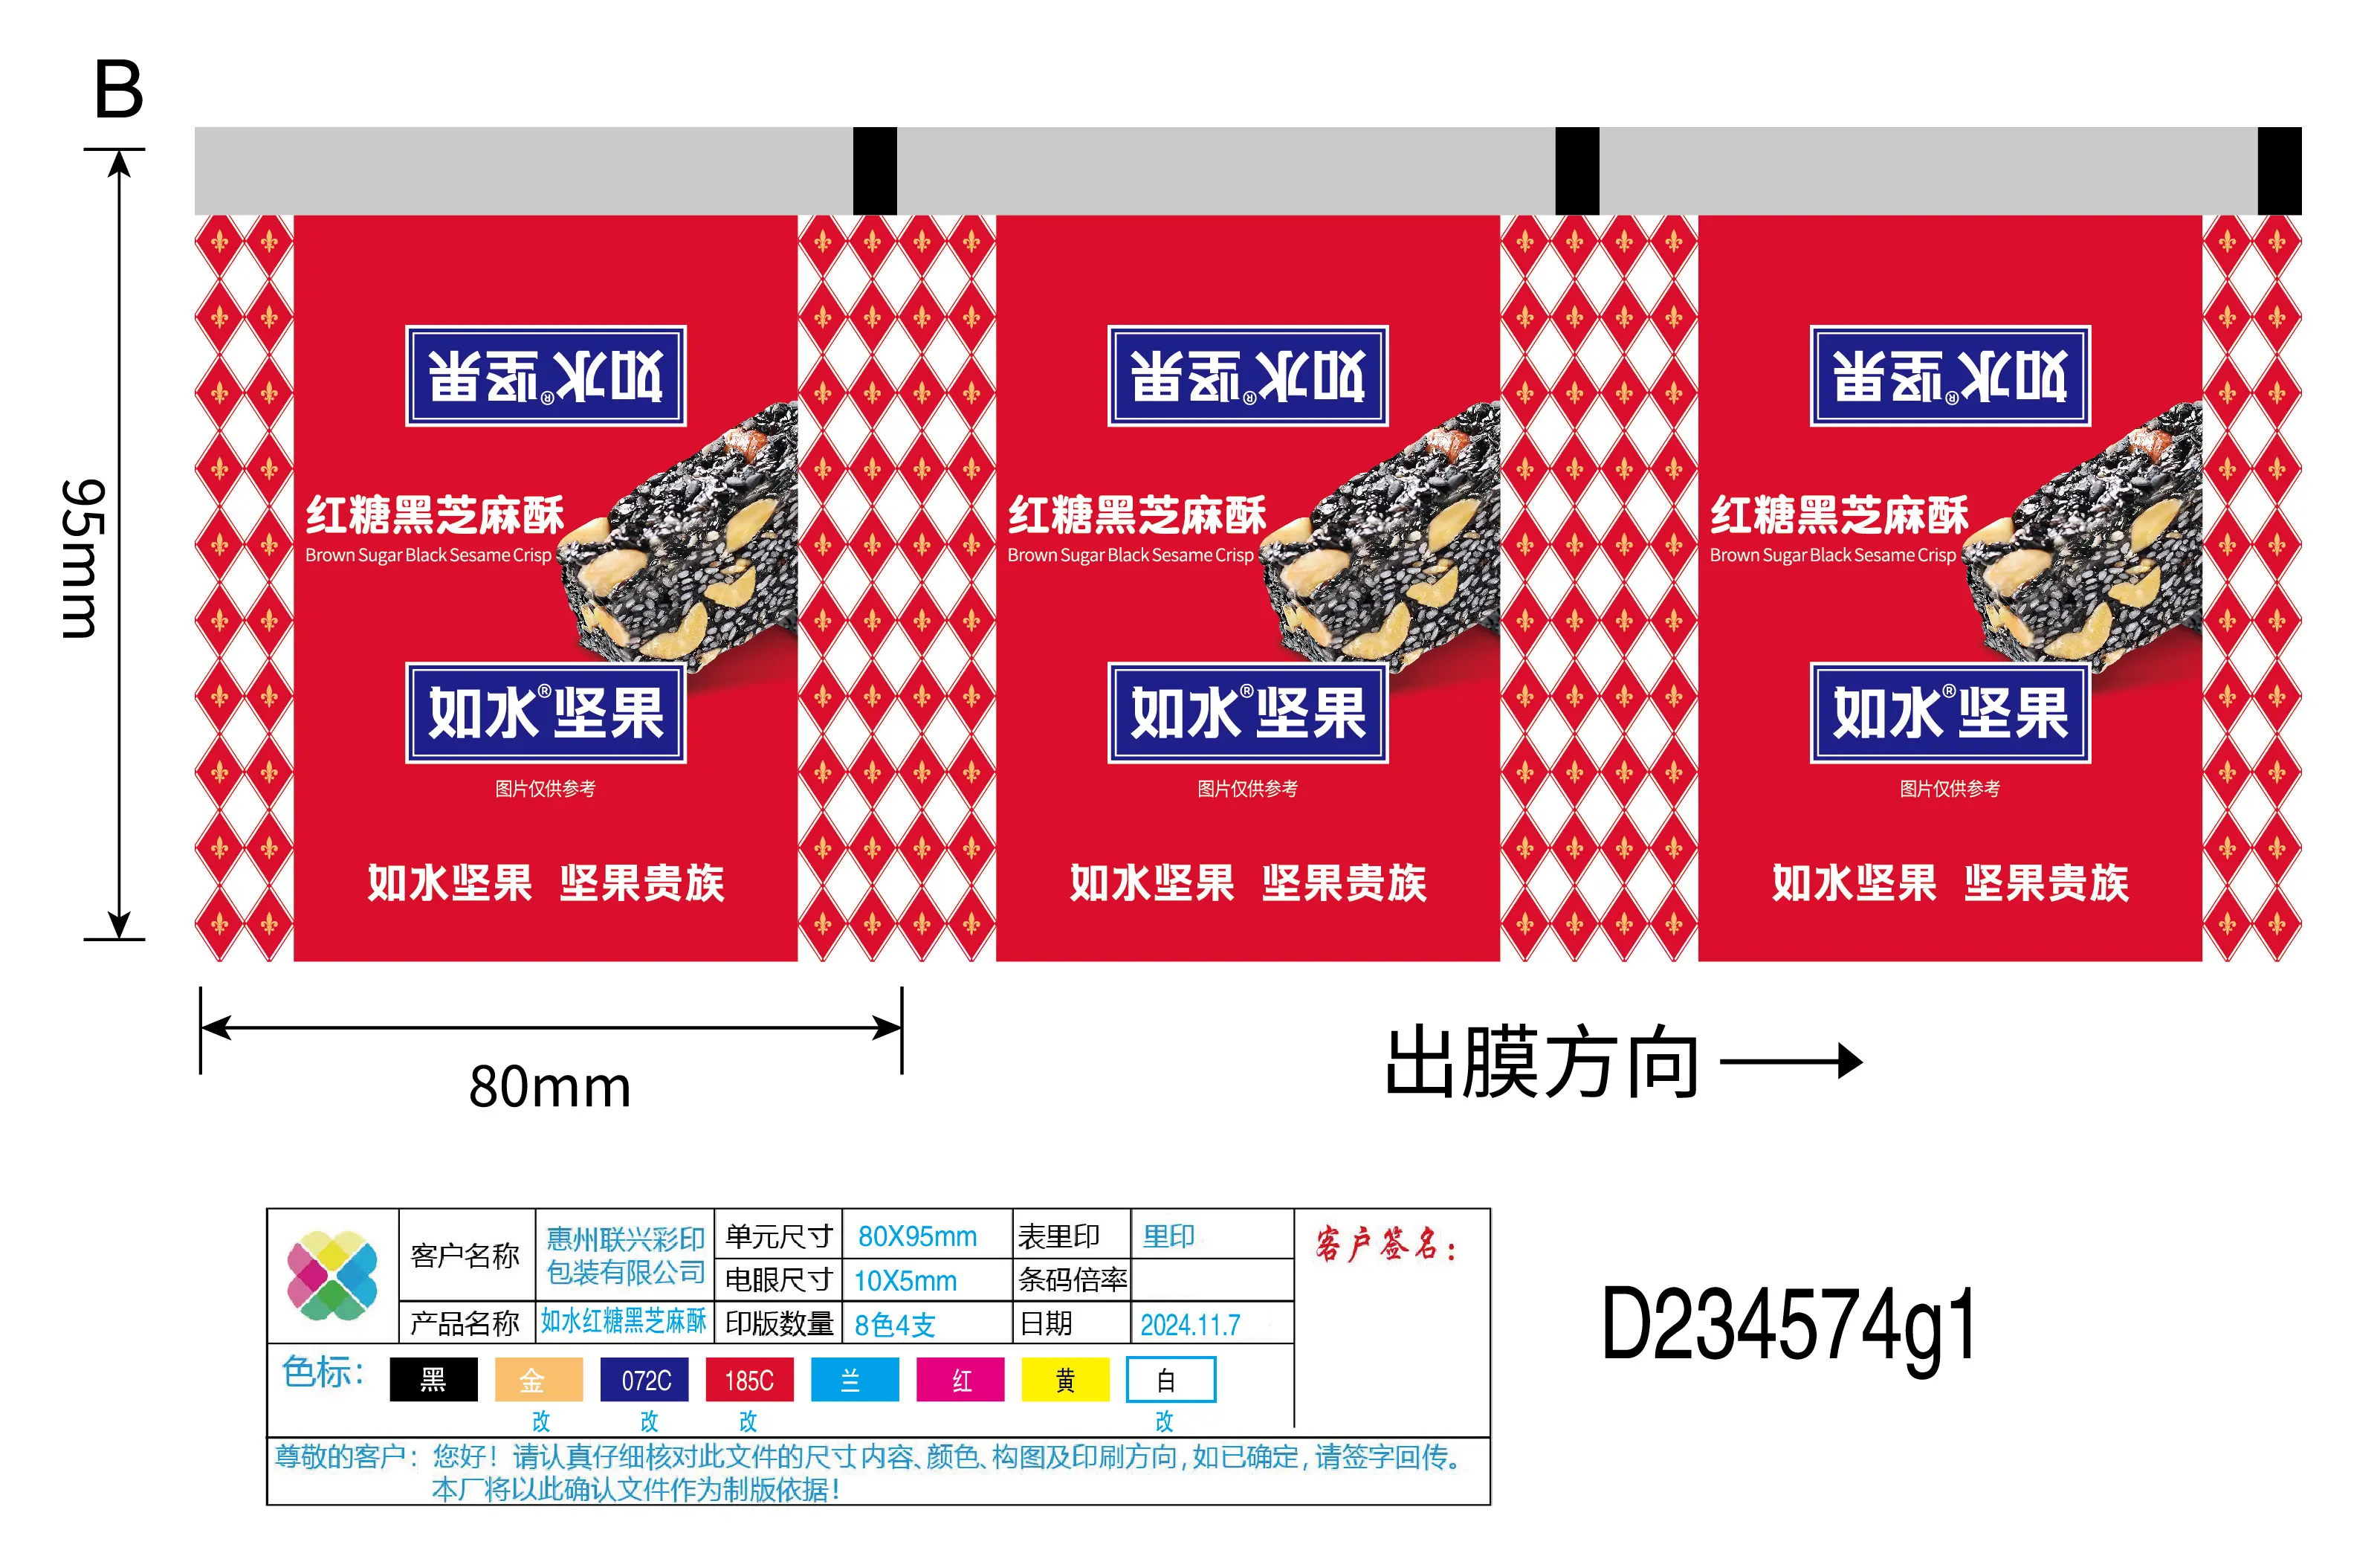 B
95mm
如水®坚果
如水®坚果
如水®坚果
红糖黑芝麻酥
Brown Sugar Black Sesame Crisp
红糖黑芝麻酥
Brown Sugar Black Sesame Crisp
红糖黑芝麻酥
Brown Sugar Black Sesame Crisp
如水®坚果
如水®坚果
如水®坚果
图片仅供参考
图片仅供参考
图片仅供参考
如水坚果 坚果贵族
如水坚果 坚果贵族
如水坚果 坚果贵族
80mm
出膜方向
客户名称 惠州联兴彩印包装有限公司 单元尺寸 80X95mm 表里印 里印 客户签名：
电眼尺寸 10X5mm 条码倍率
产品名称 如水红糖黑芝麻酥 印版数量 8色4支 日期 2024.11.7
色标： 黑 金 072C 185C 兰 红 黄 白
改 改 改 改
尊敬的客户：您好！请认真仔细核对此文件的尺寸内容、颜色、构图及印刷方向，如已确定，请签字回传。
本厂将以此确认文件作为制版依据！
D234574g1